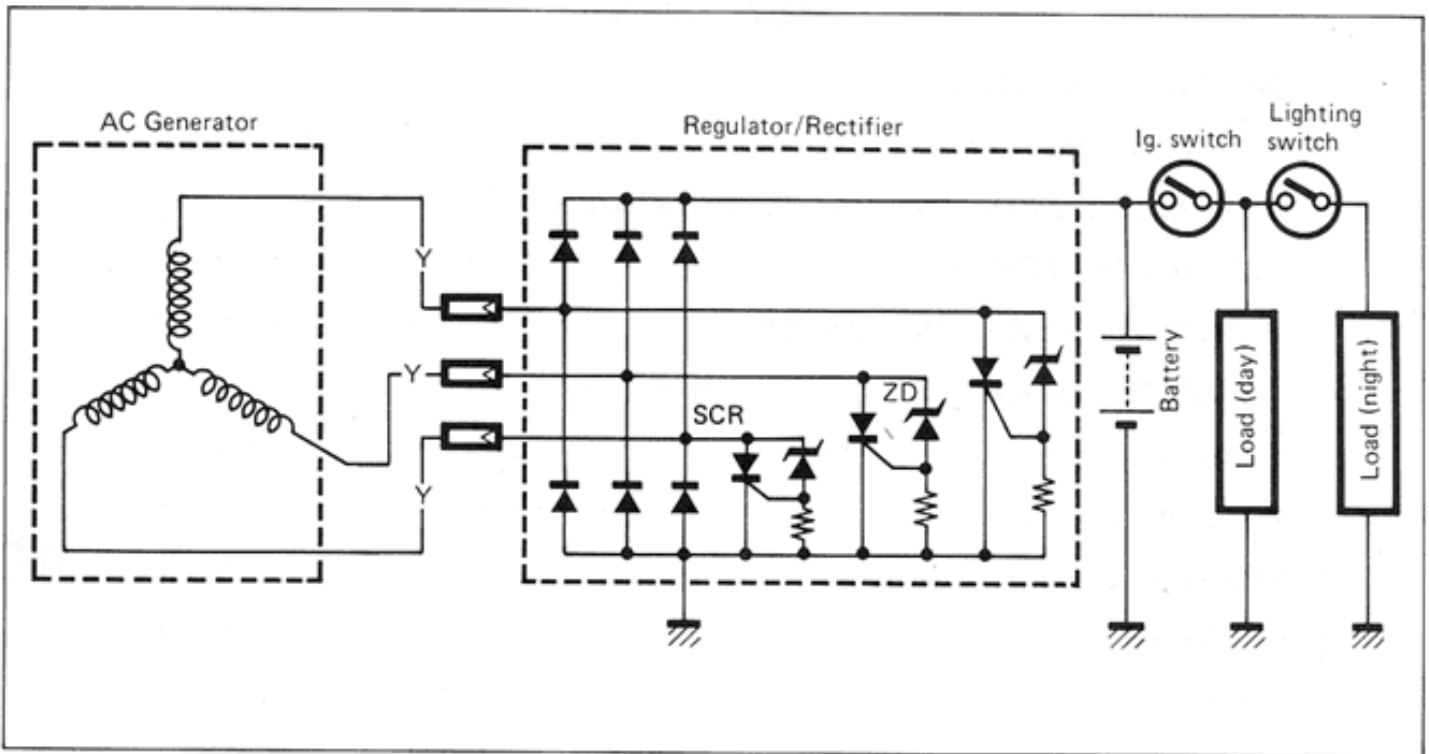 AC Generator
Regulator/Rectifier
Ig. switch
Lighting
switch
Y
Y
Y
SCR
ZD
Battery
Load (day)
Load (night)